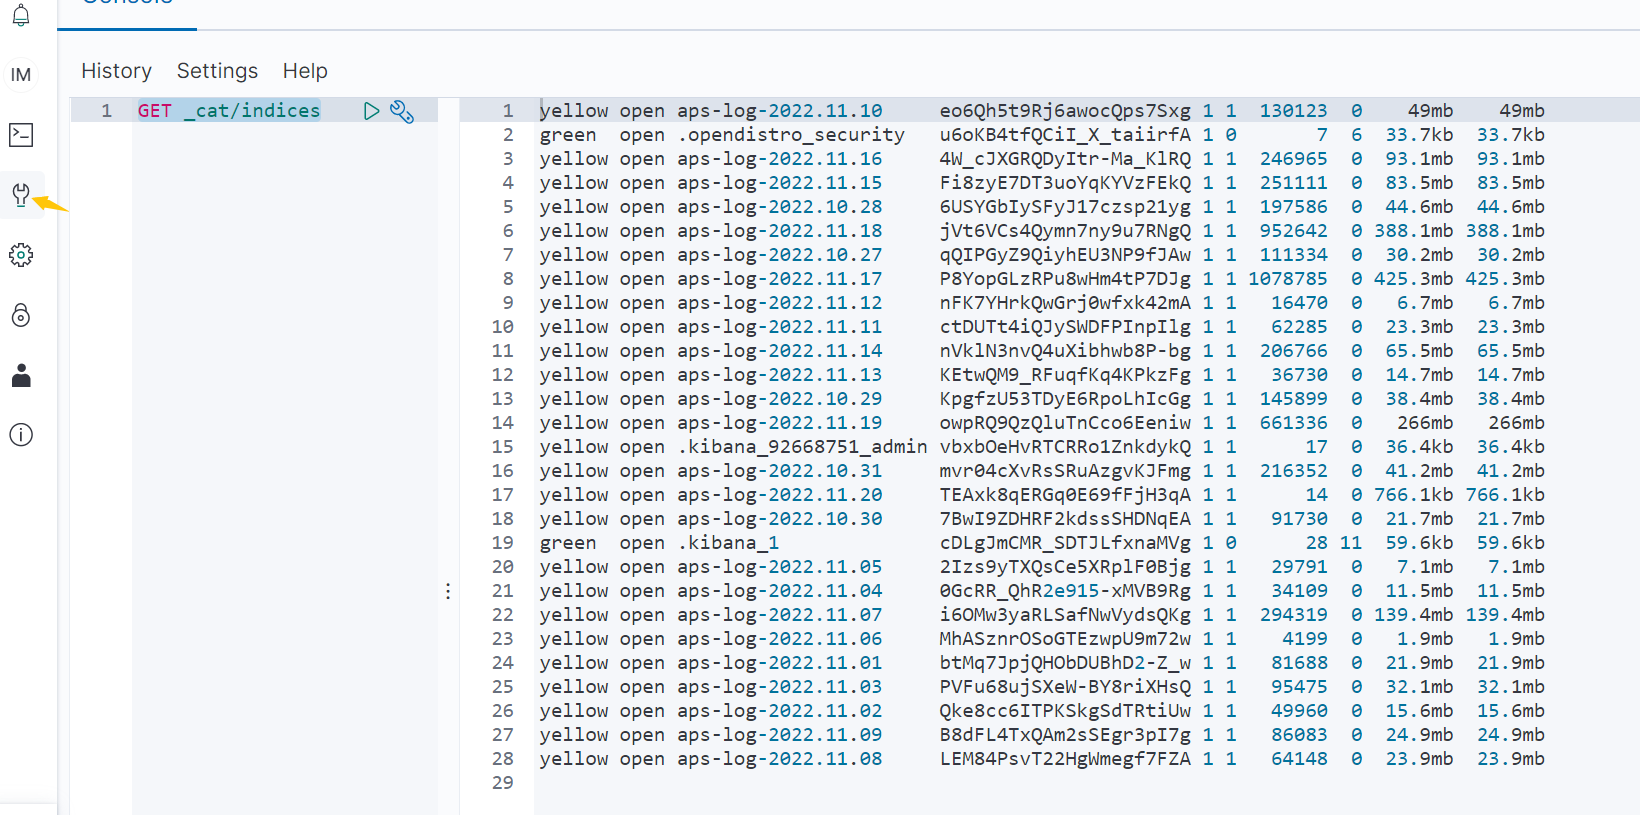 Console
IM
History Settings Help
1 GET _cat/indices
1 yellow open aps-log-2022.11.10 eo6Qh5t9Rj6awocQps7Sxg 1 1 130123 0 49mb 49mb
2 green open .opendistro_security u6oKB4tfQCiI_X_taiirfA 1 0 7 6 33.7kb 33.7kb
3 yellow open aps-log-2022.11.16 4W_cJXGRQDyItr-Ma_KlRQ 1 1 246965 0 93.1mb 93.1mb
4 yellow open aps-log-2022.11.15 Fi8zyE7DT3uoYqKYVzFEkQ 1 1 251111 0 83.5mb 83.5mb
5 yellow open aps-log-2022.10.28 6USYGbIySFyJ17czsp21yg 1 1 197586 0 44.6mb 44.6mb
6 yellow open aps-log-2022.11.18 jVt6VCs4Qymn7ny9u7RNgQ 1 1 952642 0 388.1mb 388.1mb
7 yellow open aps-log-2022.10.27 qQIPGyZ9QiyhEU3NP9fJAw 1 1 111334 0 30.2mb 30.2mb
8 yellow open aps-log-2022.11.17 P8YopGLzRPu8wHm4tP7DJg 1 1 1078785 0 425.3mb 425.3mb
9 yellow open aps-log-2022.11.12 nFK7YHrkQwGrj0wfxk42mA 1 1 16470 0 6.7mb 6.7mb
10 yellow open aps-log-2022.11.11 ctDUTt4iQJySWDFPInpIlg 1 1 62285 0 23.3mb 23.3mb
11 yellow open aps-log-2022.11.14 nVklN3nvQ4uXibhwb8P-bg 1 1 206766 0 65.5mb 65.5mb
12 yellow open aps-log-2022.11.13 KEtwQM9_RFuqfKq4KPkzFg 1 1 36730 0 14.7mb 14.7mb
13 yellow open aps-log-2022.10.29 KpgfzU53TDyE6RpoLhIcGg 1 1 145899 0 38.4mb 38.4mb
14 yellow open aps-log-2022.11.19 owpRQ9QzQluTnCco6Eeniw 1 1 661336 0 266mb 266mb
15 yellow open .kibana_92668751_admin vbxbOeHvRTCRRo1ZnkdykQ 1 1 17 0 36.4kb 36.4kb
16 yellow open aps-log-2022.10.31 mvr04cXvRsSRuAzgvKJFmg 1 1 216352 0 41.2mb 41.2mb
17 yellow open aps-log-2022.11.20 TEAxk8qERGq0E69fFjH3qA 1 1 14 0 766.1kb 766.1kb
18 yellow open aps-log-2022.10.30 7BwI9ZDHRF2kdssSHDNqEA 1 1 91730 0 21.7mb 21.7mb
19 green open .kibana_1 cDLgJmCMR_SDTJLfxnaMVg 1 0 28 11 59.6kb 59.6kb
20 yellow open aps-log-2022.11.05 2Izs9yTXQsCe5XRplF0Bjg 1 1 29791 0 7.1mb 7.1mb
21 yellow open aps-log-2022.11.04 0GcRR_QhR2e915-xMVB9Rg 1 1 34109 0 11.5mb 11.5mb
22 yellow open aps-log-2022.11.07 i6OMw3yaRLSafNwVydsQKg 1 1 294319 0 139.4mb 139.4mb
23 yellow open aps-log-2022.11.06 MhASznrOSoGTEzwpU9m72w 1 1 4199 0 1.9mb 1.9mb
24 yellow open aps-log-2022.11.01 btMq7JpjQHObDUBhD2-Z_w 1 1 81688 0 21.9mb 21.9mb
25 yellow open aps-log-2022.11.03 PVFu68ujSXeW-BY8riXHsQ 1 1 95475 0 32.1mb 32.1mb
26 yellow open aps-log-2022.11.02 Qke8cc6ITPKSkgSdTRtiUw 1 1 49960 0 15.6mb 15.6mb
27 yellow open aps-log-2022.11.09 B8dFL4TxQAm2sSEgr3pI7g 1 1 86083 0 24.9mb 24.9mb
28 yellow open aps-log-2022.11.08 LEM84PsvT22HgWmegf7FZA 1 1 64148 0 23.9mb 23.9mb
29